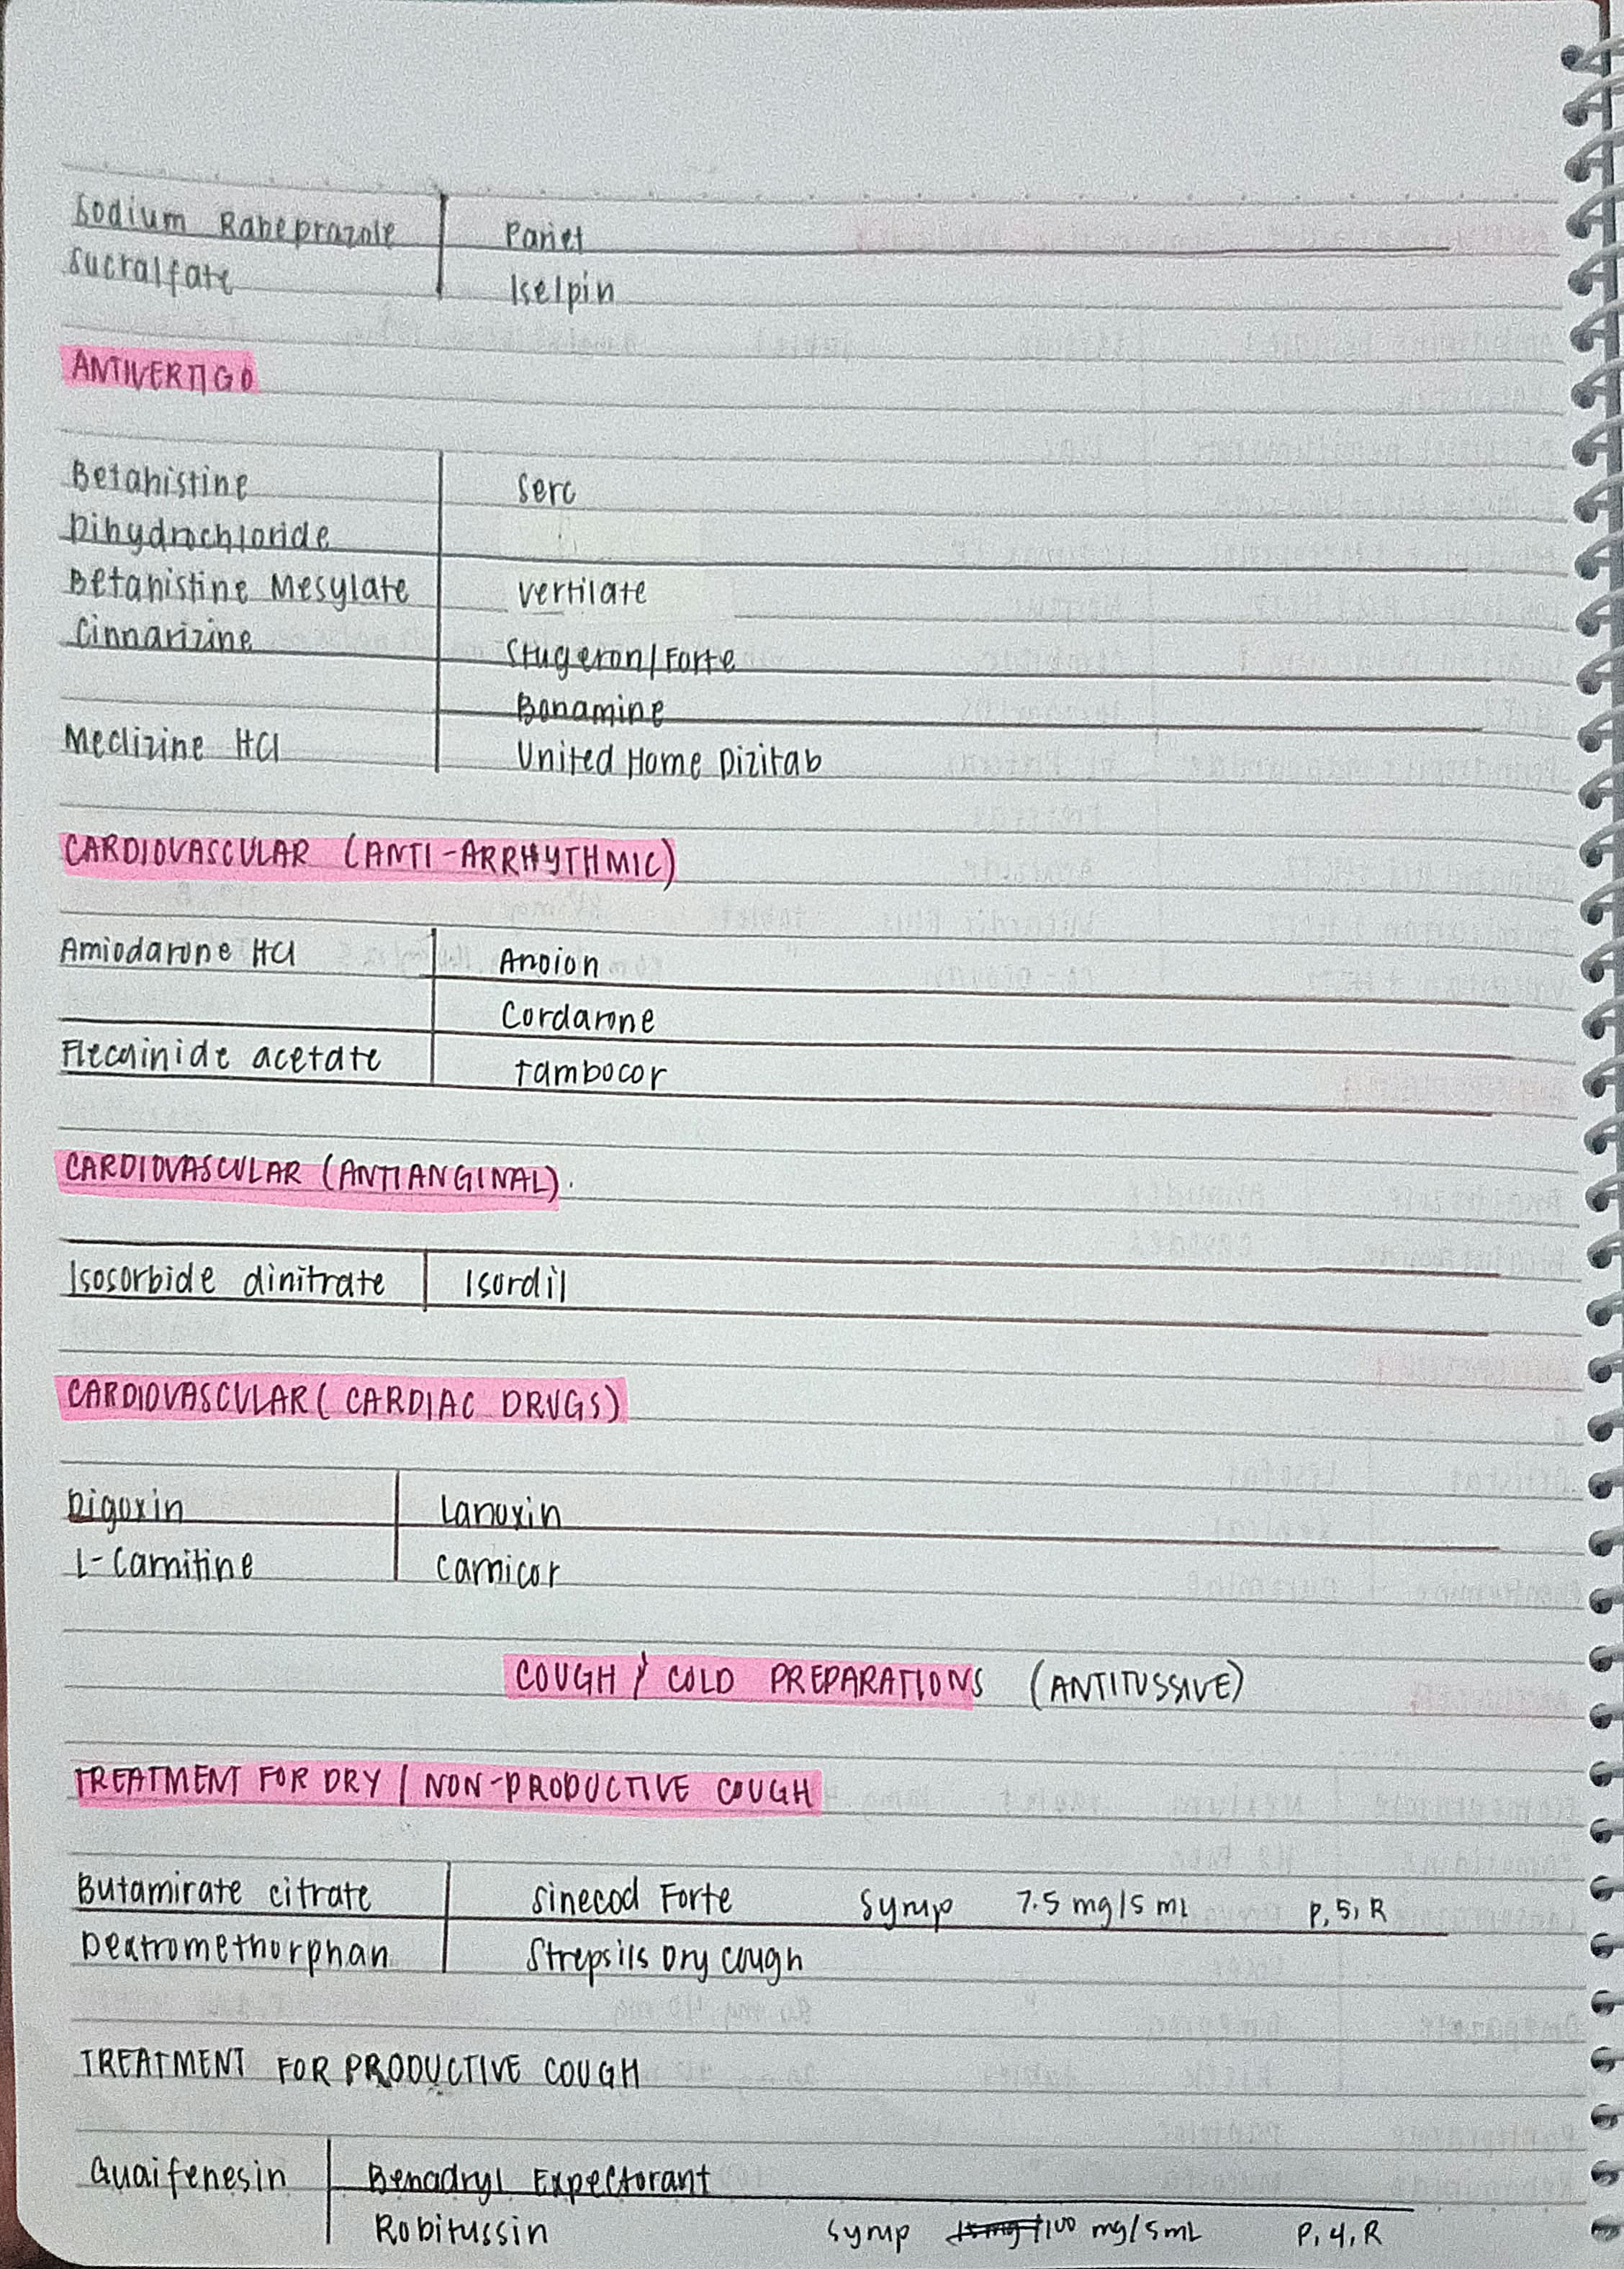 Sodium Rabeprazole Pariet
Sucralfate Iselpin
ANTIVERTIGO
Betahistine Serc
Dihydrochloride
Betahistine Mesylate Vertilate
Cinnarizine Stugeron/Forte
Bonamine
Meclizine HCl United Home Dizitab
CARDIOVASCULAR (ANTI-ARRHYTHMIC)
Amiodarone HCl Anoion
Cordarone
Flecainide acetate tambocor
CARDIOVASCULAR (ANTIANGINAL).
Isosorbide dinitrate Isordil
CARDIOVASCULAR (CARDIAC DRUGS)
Digoxin Lanoxin
L-Carnitine Carnicor
COUGH & COLD PREPARATIONS (ANTITUSSIVE)
TREATMENT FOR DRY / NON-PRODUCTIVE COUGH
Butamirate citrate Sinecod Forte Syrup 7.5 mg/5 mL P, 5, R
Dextromethorphan Strepsils Dry Cough
TREATMENT FOR PRODUCTIVE COUGH
Guaifenesin Benadryl Expectorant
Robitussin Syrup 100 mg/5mL P, 4, R